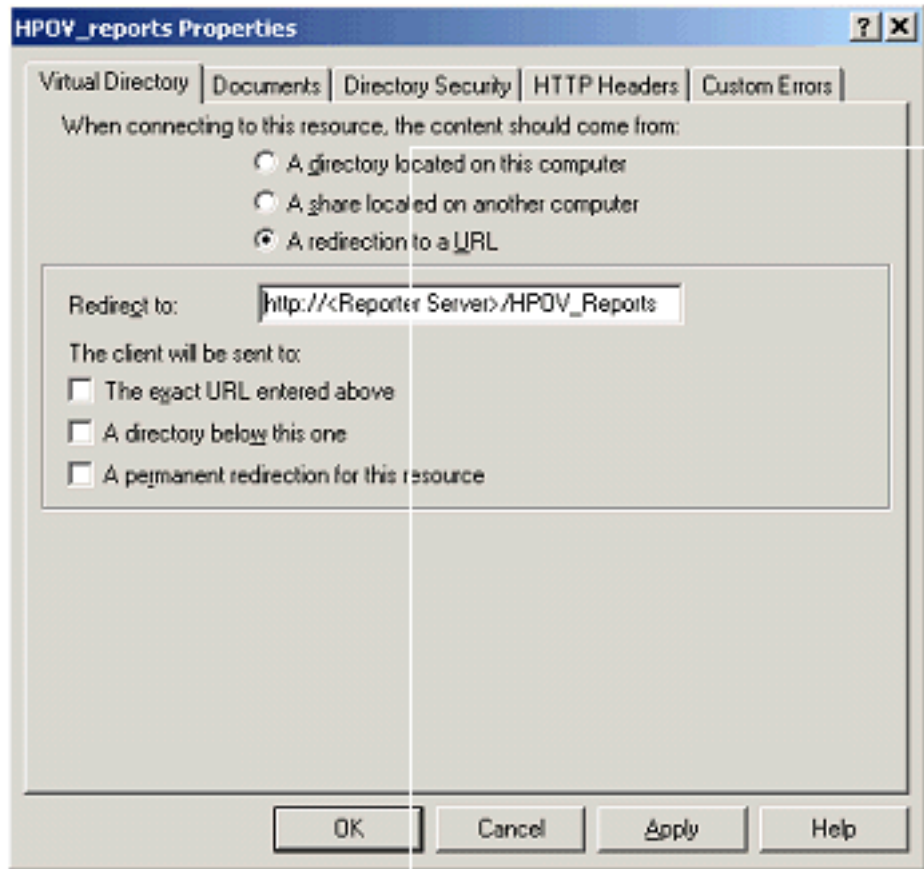 HPOV_reports Properties
Virtual Directory Documents Directory Security HTTP Headers Custom Errors
When connecting to this resource, the content should come from:
A directory located on this computer
A share located on another computer
A redirection to a URL
Redirect to: http://<Reporter Server>/HPOV_Reports
The client will be sent to:
The exact URL entered above
A directory below this one
A permanent redirection for this resource
OK Cancel Apply Help